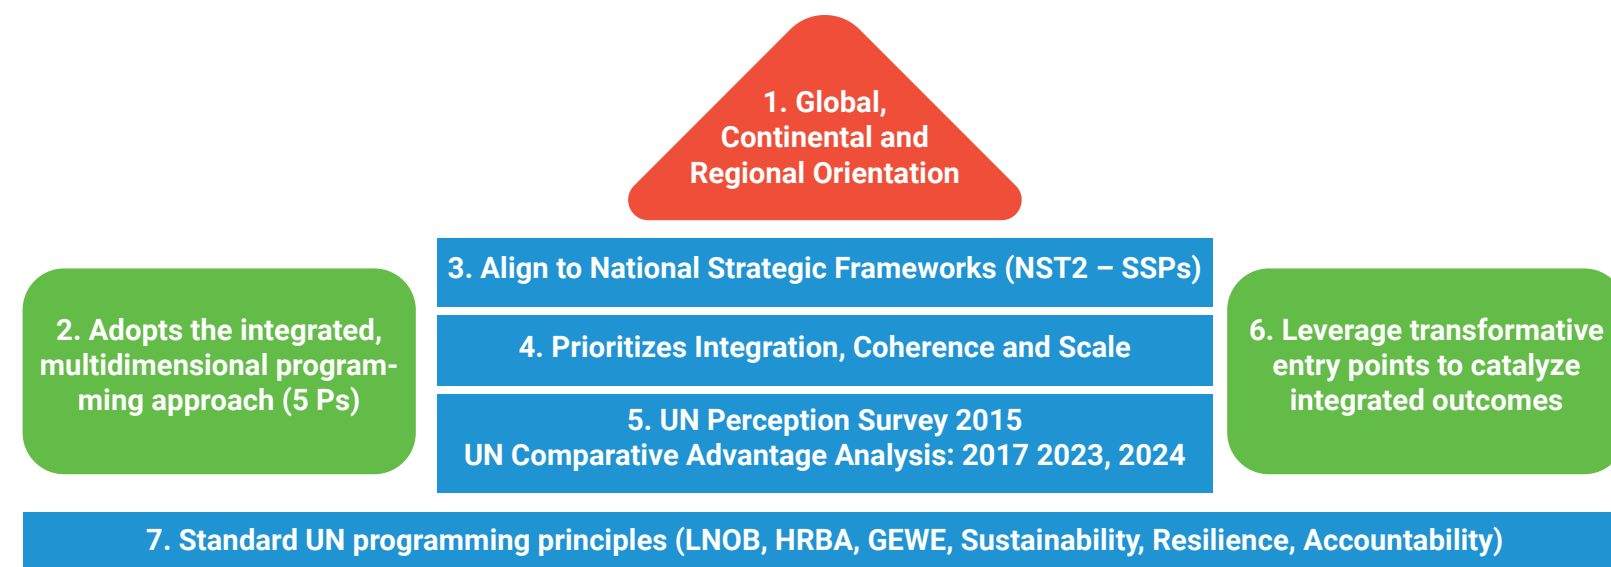 1. Global,
Continental and
Regional Orientation
2. Adopts the integrated,
multidimensional program-
ming approach (5 Ps)
3. Align to National Strategic Frameworks (NST2 – SSPs)
4. Prioritizes Integration, Coherence and Scale
5. UN Perception Survey 2015
UN Comparative Advantage Analysis: 2017 2023, 2024
6. Leverage transformative
entry points to catalyze
integrated outcomes
7. Standard UN programming principles (LNOB, HRBA, GEWE, Sustainability, Resilience, Accountability)